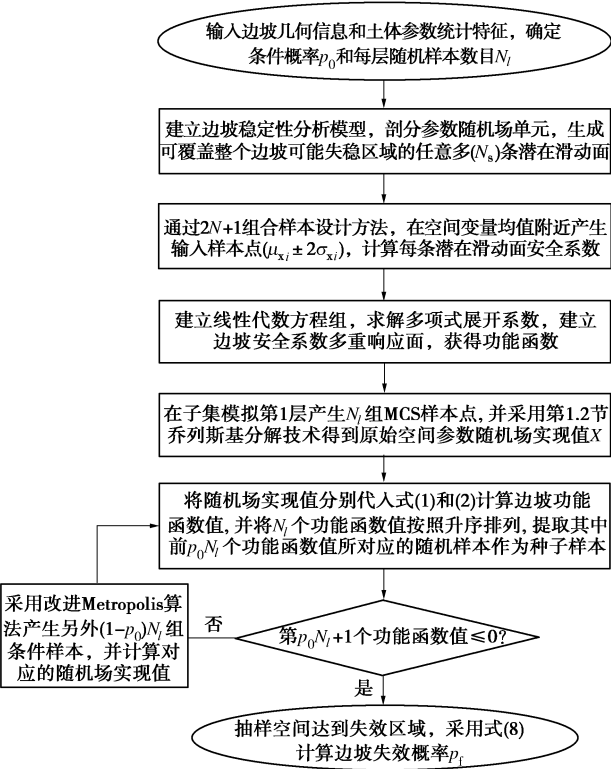 输入边坡几何信息和土体参数统计特征，确定
条件概率p0和每层随机样本数目Nl
建立边坡稳定性分析模型，剖分参数随机场单元，生成
可覆盖整个边坡可能失稳区域的任意多(Ns)条潜在滑动面
通过2N+1组合样本设计方法，在空间变量均值附近产生
输入样本点(μxi±2σxi)，计算每条潜在滑动面安全系数
建立线性代数方程组，求解多项式展开系数，建立
边坡安全系数多重响应面，获得功能函数
在子集模拟第1层产生Nl组MCS样本点,并采用第1.2节
乔列斯基分解技术得到原始空间参数随机场实现值X
将随机场实现值分别代入式(1)和(2)计算边坡功能
函数值,并将Nl个功能函数值按照升序排列,提取其中
前p0Nl个功能函数值所对应的随机样本作为种子样本
采用改进Metropolis算
法产生另外(1-p0)Nl组
条件样本，并计算对
应的随机场实现值
否
第p0Nl+1个功能函数值≤0?
是
抽样空间达到失效区域，采用式(8)
计算边坡失效概率pf